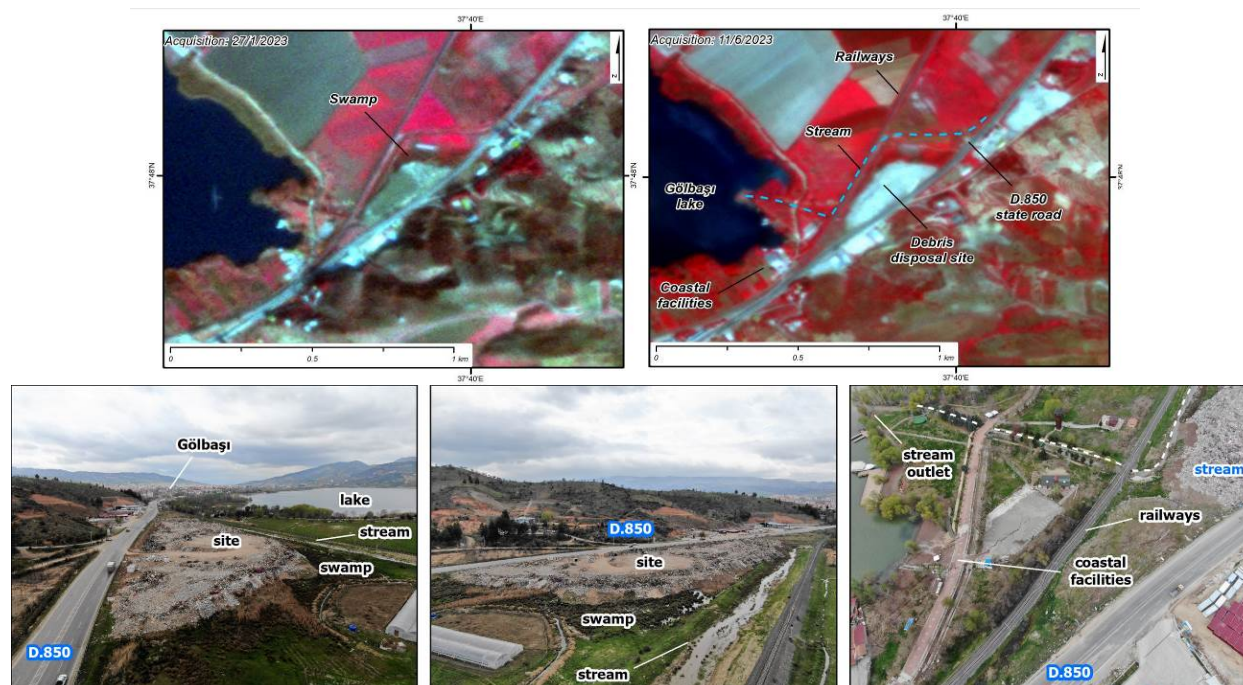 37°40'E
37°40'E
Acquisition: 27/1/2023
Swamp
z
37°48'N
0
0.5
1 km
37°40'E
Acquisition: 11/6/2023
Railways
z
Stream
37°48'N
Gölbaşı
lake
D.850
state road
Debris
disposal site
Coastal
facilities
0
0.5
1 km
37°40'E
Gölbaşı
lake
site
stream
swamp
D.850
D.850
site
swamp
stream
stream
outlet
stream
railways
coastal
facilities
D.850